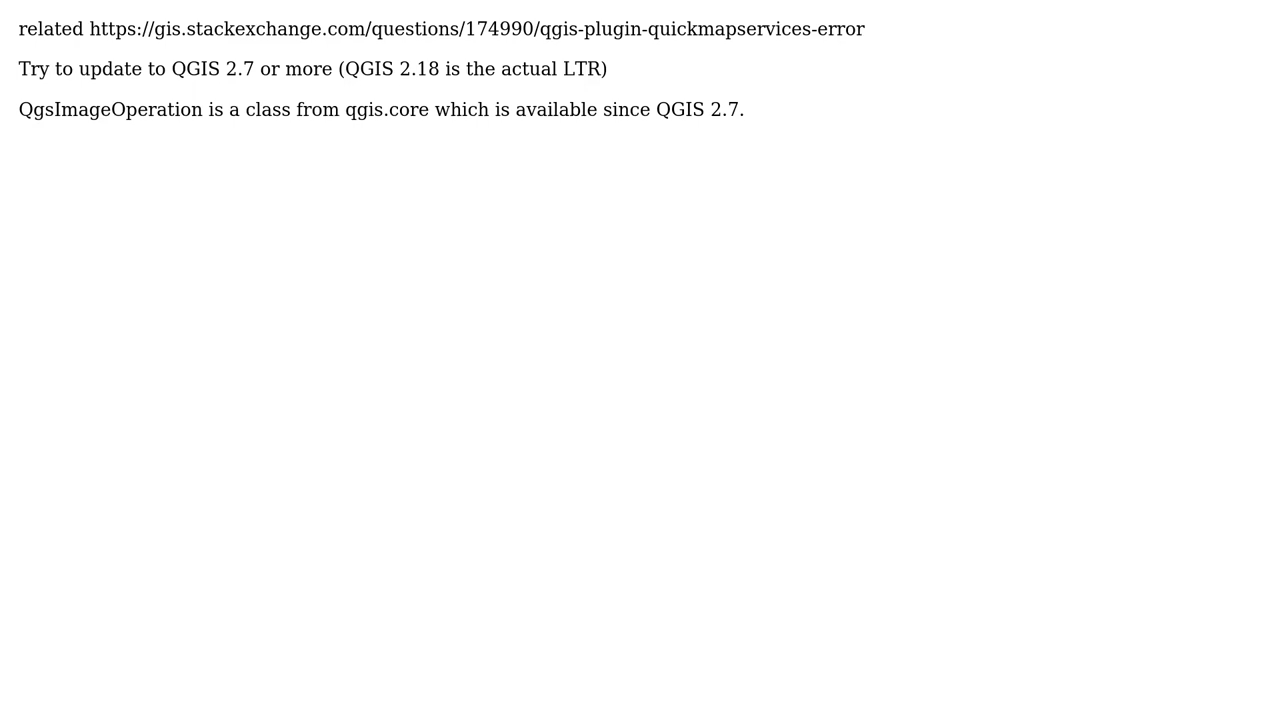 related https://gis.stackexchange.com/questions/174990/qgis-plugin-quickmapservices-error
Try to update to QGIS 2.7 or more (QGIS 2.18 is the actual LTR)
QgsImageOperation is a class from qgis.core which is available since QGIS 2.7.